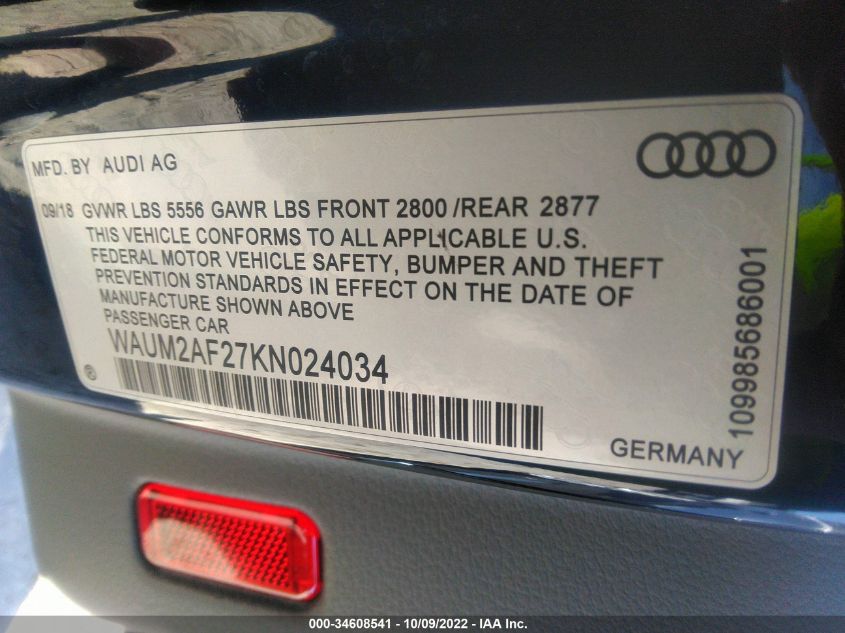 MFD. BY AUDI AG
09/18 GVWR LBS 5556 GAWR LBS FRONT 2800 /REAR 2877
THIS VEHICLE CONFORMS TO ALL APPLICABLE U.S.
FEDERAL MOTOR VEHICLE SAFETY, BUMPER AND THEFT
PREVENTION STANDARDS IN EFFECT ON THE DATE OF
MANUFACTURE SHOWN ABOVE
PASSENGER CAR
WAUM2AF27KN024034
®
GERMANY
109985686001
000-34608541 - 10/09/2022 - IAA Inc.